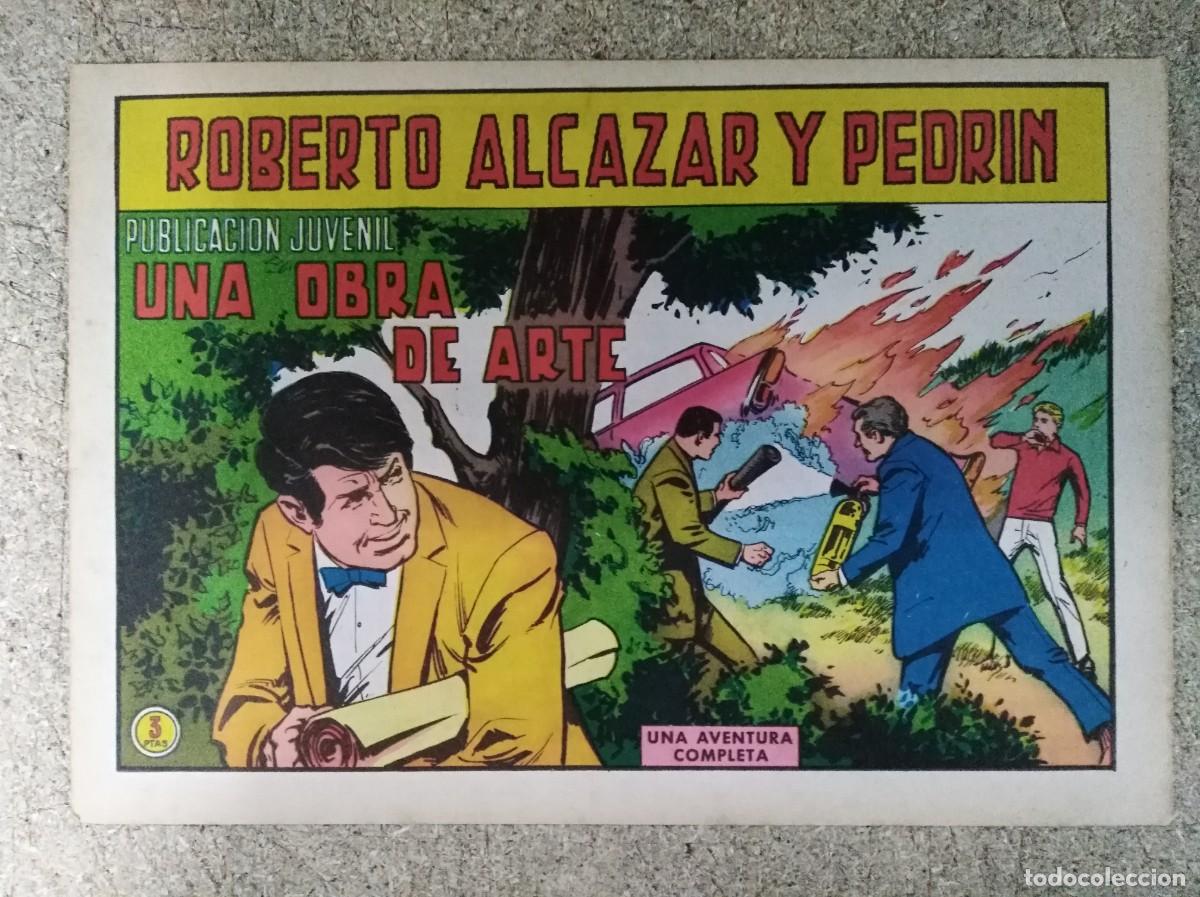 ROBERTO ALCAZAR Y PEDRIN
PUBLICACION JUVENIL
UNA OBRA
DE ARTE
3
PTAS
UNA AVENTURA
COMPLETA
todocoleccion